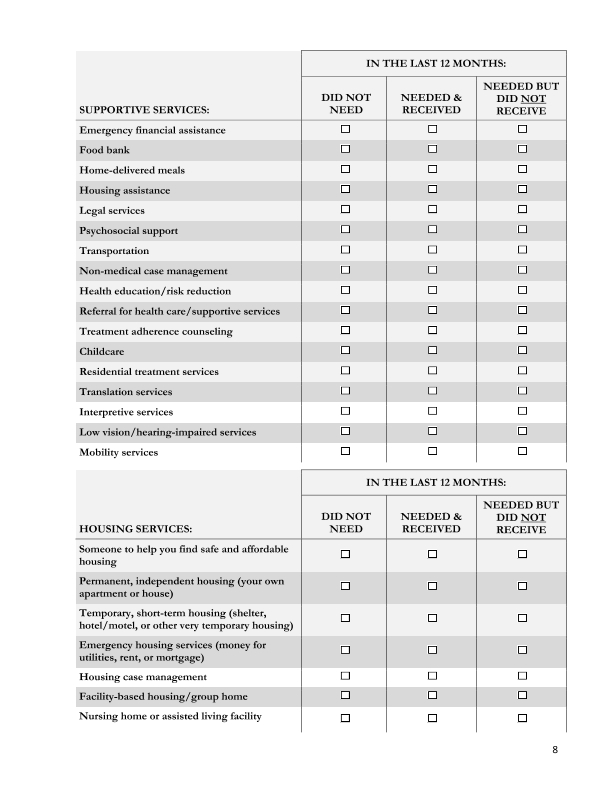 IN THE LAST 12 MONTHS:
SUPPORTIVE SERVICES:
DID NOT
NEED
NEEDED &
RECEIVED
NEEDED BUT
DID NOT
RECEIVE
Emergency financial assistance
Food bank
Home-delivered meals
Housing assistance
Legal services
Psychosocial support
Transportation
Non-medical case management
Health education/risk reduction
Referral for health care/supportive services
Treatment adherence counseling
Childcare
Residential treatment services
Translation services
Interpretive services
Low vision/hearing-impaired services
Mobility services
IN THE LAST 12 MONTHS:
HOUSING SERVICES:
DID NOT
NEED
NEEDED &
RECEIVED
NEEDED BUT
DID NOT
RECEIVE
Someone to help you find safe and affordable
housing
Permanent, independent housing (your own
apartment or house)
Temporary, short-term housing (shelter,
hotel/motel, or other very temporary housing)
Emergency housing services (money for
utilities, rent, or mortgage)
Housing case management
Facility-based housing/group home
Nursing home or assisted living facility
8